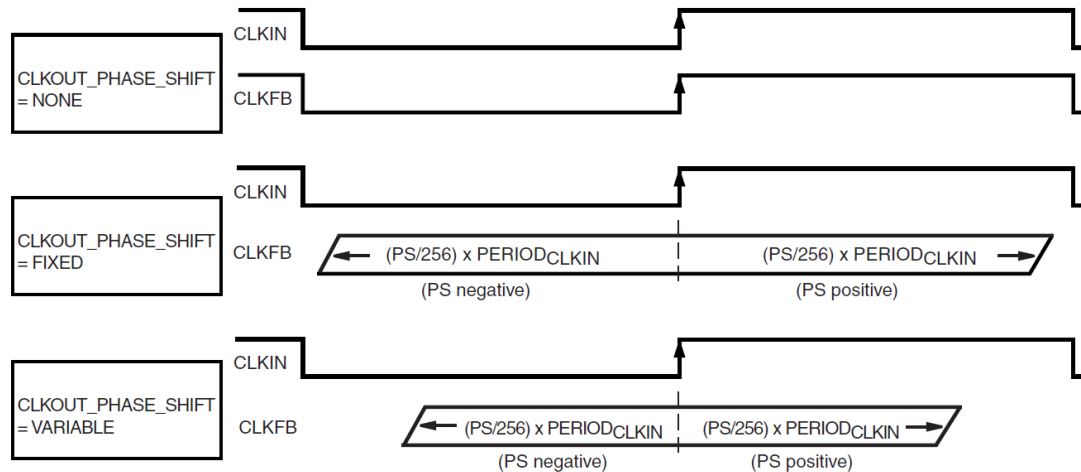 CLKOUT_PHASE_SHIFT
= NONE
CLKIN
CLKFB
CLKOUT_PHASE_SHIFT
= FIXED
CLKIN
CLKFB
(PS/256) x PERIODCLKIN
(PS/256) x PERIODCLKIN
(PS negative)
(PS positive)
CLKOUT_PHASE_SHIFT
= VARIABLE
CLKIN
CLKFB
(PS/256) x PERIODCLKIN
(PS/256) x PERIODCLKIN
(PS negative)
(PS positive)